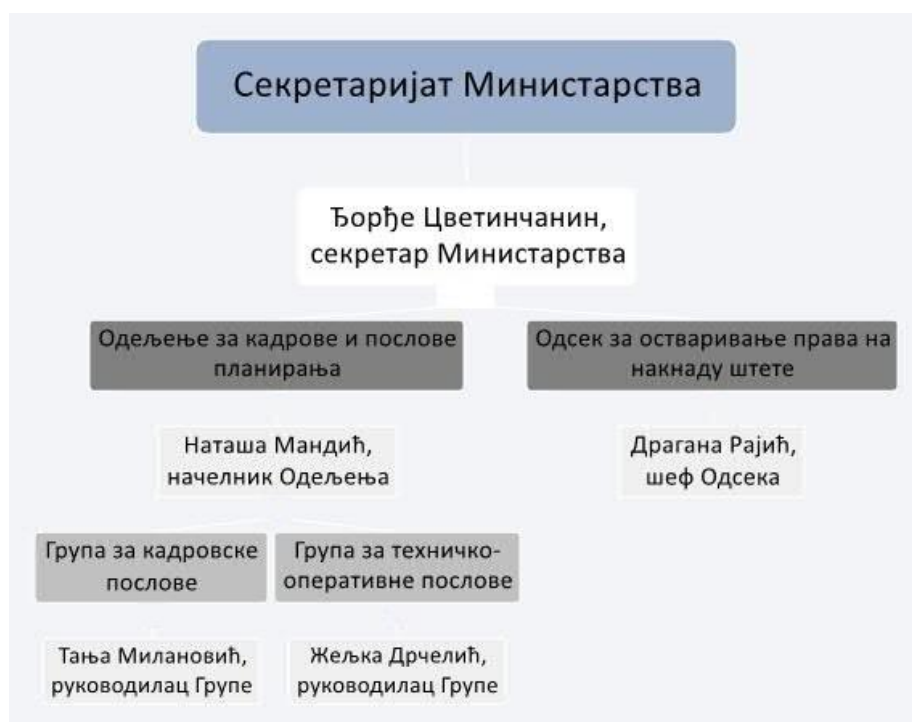 Секретаријат Министарства
Ђорђе Цветинчанин,
секретар Министарства
Одељење за кадрове и послове
планирања
Одсек за остваривање права на
накнаду штете
Наташа Мандић,
начелник Одељења
Драгана Рајић,
шеф Одсека
Група за кадровске
послове
Група за техничко-
оперативне послове
Тања Милановић,
руководилац Групе
Жељка Дрчелић,
руководилац Групе